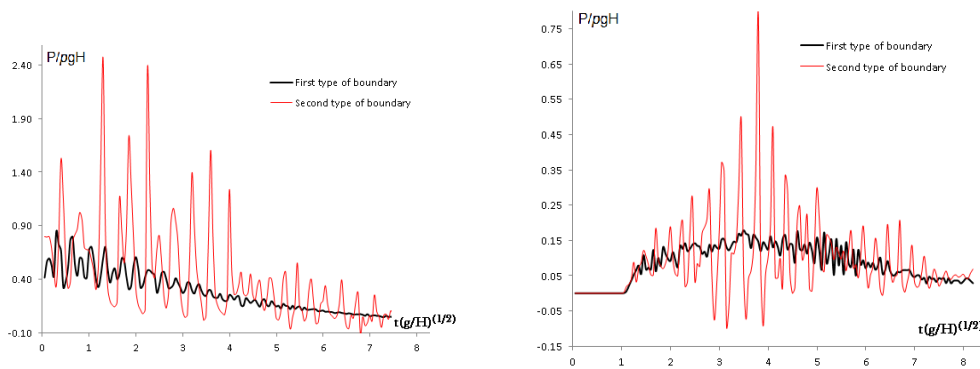 P/pgH
2.40
1.90
1.40
0.90
0.40
-0.10
First type of boundary
Second type of boundary
t(g/H)^(1/2)
0 1 2 3 4 5 6 7 8
P/pgH
0.75
0.65
0.55
0.45
0.35
0.25
0.15
0.05
-0.05
-0.15
First type of boundary
Second type of boundary
t(g/H)^(1/2)
0 1 2 3 4 5 6 7 8